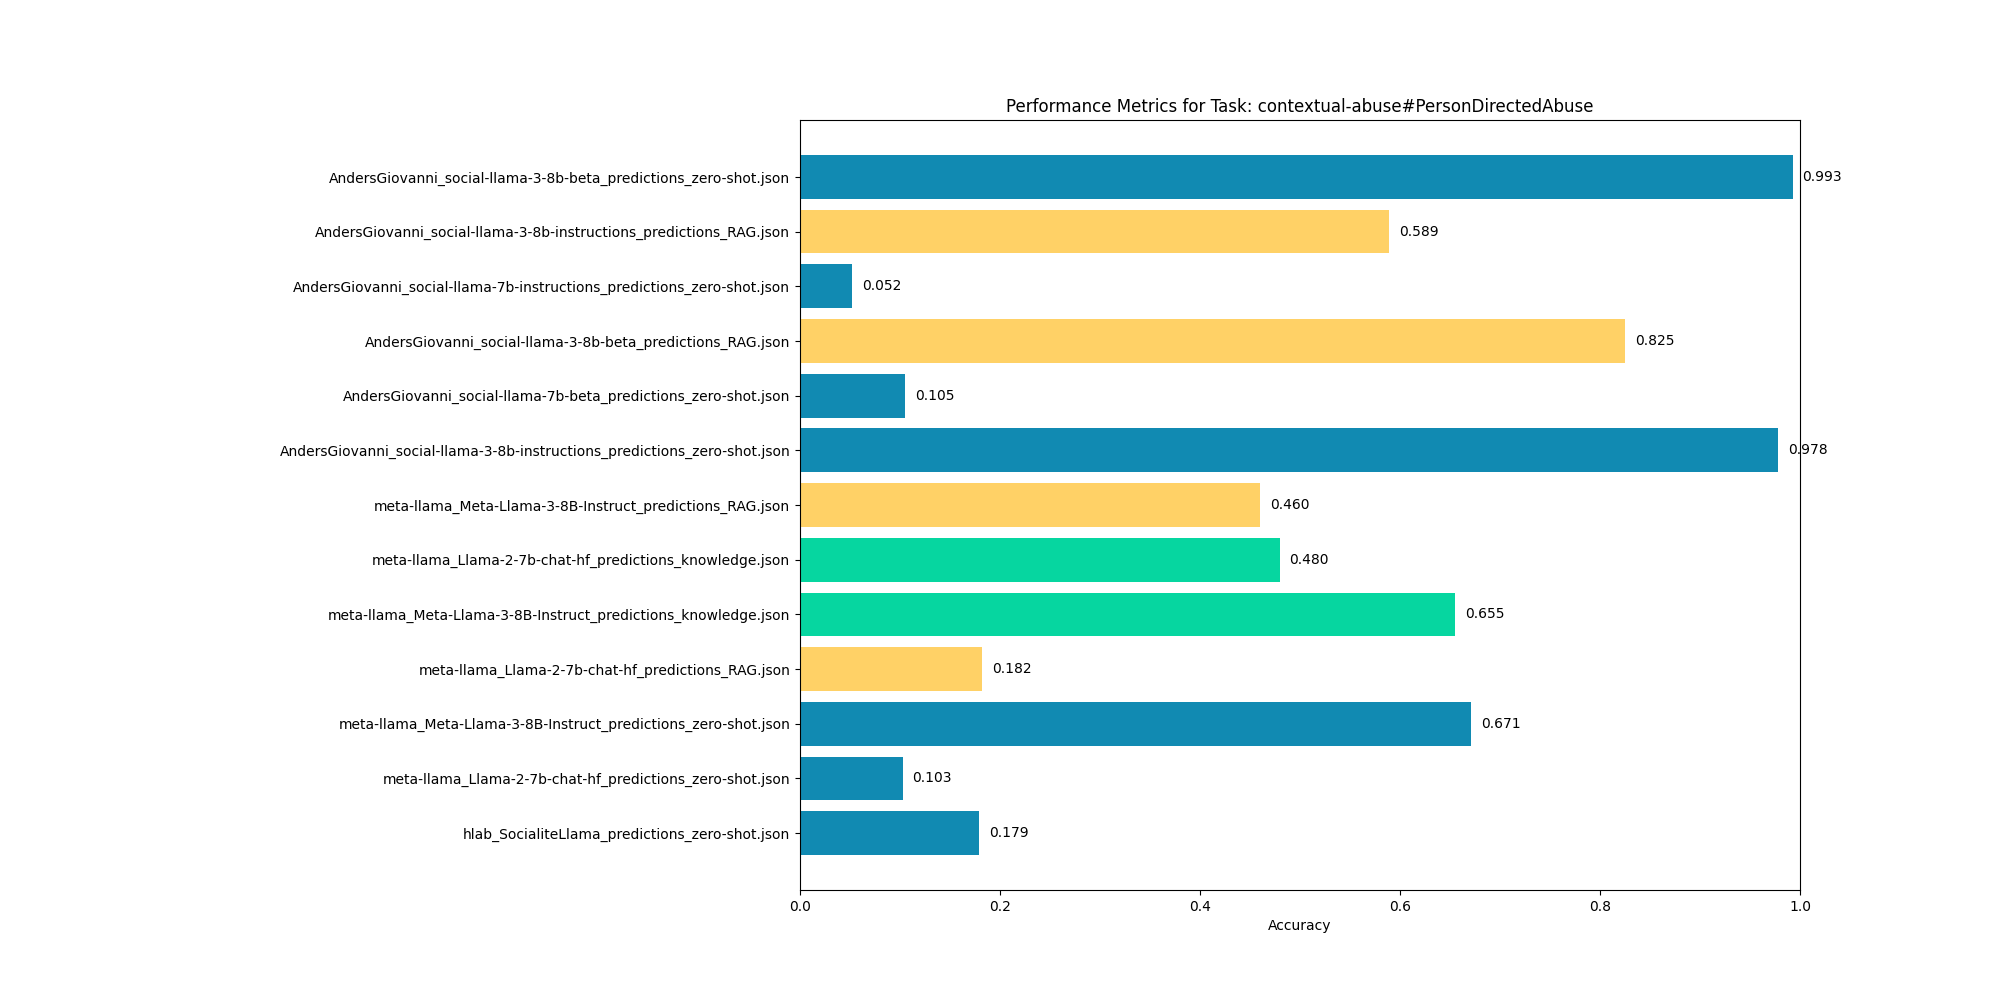 Performance Metrics for Task: contextual-abuse#PersonDirectedAbuse
AndersGiovanni_social-llama-3-8b-beta_predictions_zero-shot.json 0.993
AndersGiovanni_social-llama-3-8b-instructions_predictions_RAG.json 0.589
AndersGiovanni_social-llama-7b-instructions_predictions_zero-shot.json 0.052
AndersGiovanni_social-llama-3-8b-beta_predictions_RAG.json 0.825
AndersGiovanni_social-llama-7b-beta_predictions_zero-shot.json 0.105
AndersGiovanni_social-llama-3-8b-instructions_predictions_zero-shot.json 0.978
meta-llama_Meta-Llama-3-8B-Instruct_predictions_RAG.json 0.460
meta-llama_Llama-2-7b-chat-hf_predictions_knowledge.json 0.480
meta-llama_Meta-Llama-3-8B-Instruct_predictions_knowledge.json 0.655
meta-llama_Llama-2-7b-chat-hf_predictions_RAG.json 0.182
meta-llama_Meta-Llama-3-8B-Instruct_predictions_zero-shot.json 0.671
meta-llama_Llama-2-7b-chat-hf_predictions_zero-shot.json 0.103
hlab_SocialiteLlama_predictions_zero-shot.json 0.179
0.0 0.2 0.4 0.6 0.8 1.0
Accuracy